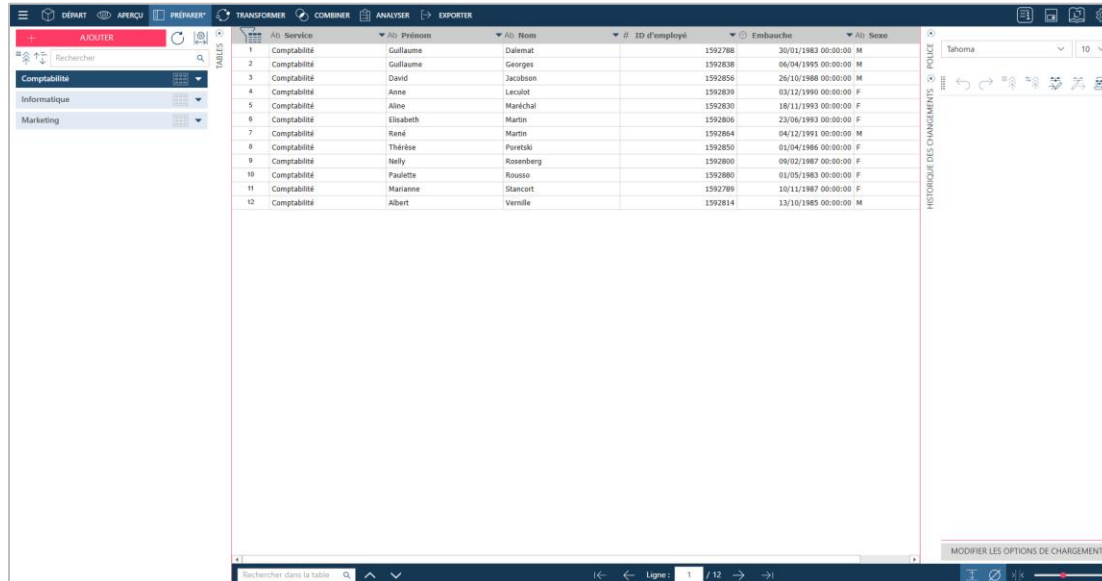 DÉPART APERÇU PRÉPARER* TRANSFORMER COMBINER ANALYSER EXPORTER
+ AJOUTER
Rechercher
TABLES
Comptabilité
Informatique
Marketing
Ab Service Ab Prénom Ab Nom # ID d'employé Embauche Ab Sexe
1 Comptabilité Guillaume Dalemat 1592788 30/01/1983 00:00:00 M
2 Comptabilité Guillaume Georges 1592838 06/04/1995 00:00:00 M
3 Comptabilité David Jacobson 1592856 26/10/1988 00:00:00 M
4 Comptabilité Anne Leculot 1592839 03/12/1990 00:00:00 F
5 Comptabilité Aline Maréchal 1592830 18/11/1993 00:00:00 F
6 Comptabilité Elisabeth Martin 1592806 23/06/1993 00:00:00 F
7 Comptabilité René Martin 1592864 04/12/1991 00:00:00 M
8 Comptabilité Thérèse Poretski 1592850 01/04/1986 00:00:00 F
9 Comptabilité Nelly Rosenberg 1592800 09/02/1987 00:00:00 F
10 Comptabilité Paulette Rousso 1592880 01/05/1983 00:00:00 F
11 Comptabilité Marianne Stancort 1592789 10/11/1987 00:00:00 F
12 Comptabilité Albert Vernille 1592814 13/10/1985 00:00:00 M
POLICE
Tahoma 10
HISTORIQUE DES CHANGEMENTS
MODIFIER LES OPTIONS DE CHARGEMENT
Rechercher dans la table
Ligne : 1 / 12